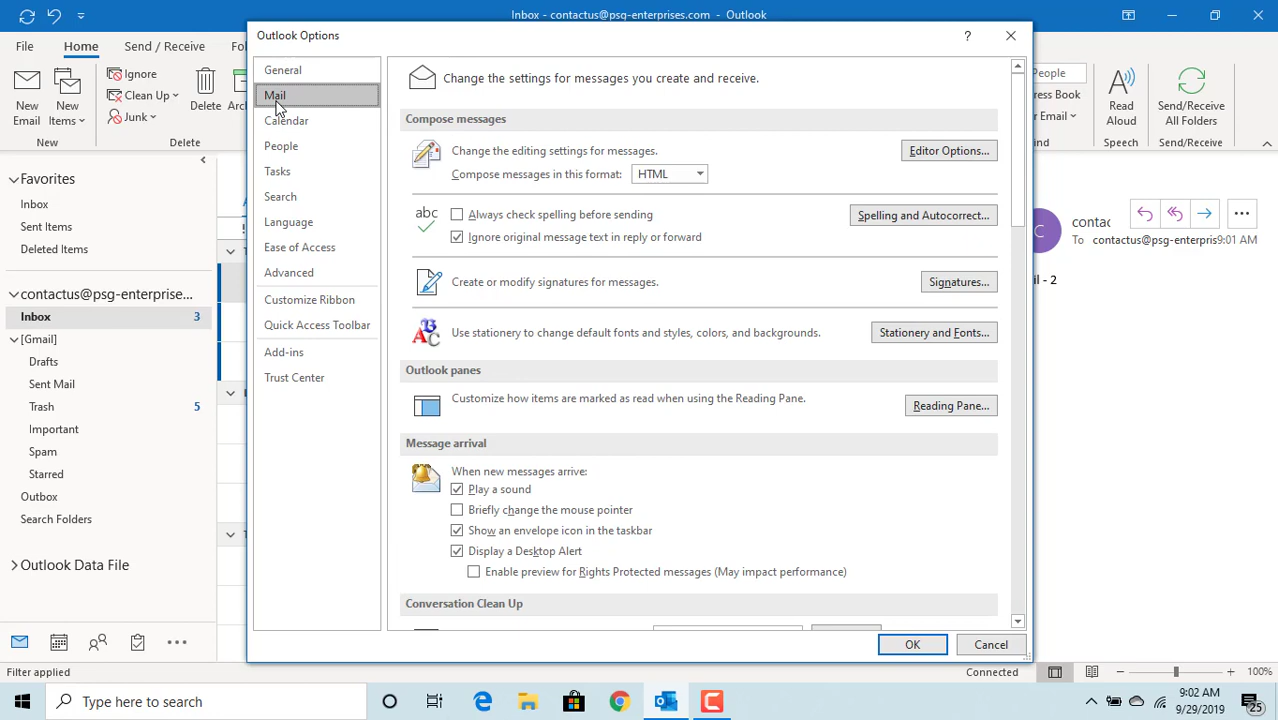 Inbox - contactus@psg-enterprises.com - Outlook
File
Home
Send / Receive
New Email
New Items
New
Ignore
Clean Up
Junk
Delete
Delete
People
Read Aloud
Speech
Send/Receive All Folders
Send/Receive
Favorites
Inbox
Sent Items
Deleted Items
contactus@psg-enterprise...
Inbox 3
[Gmail]
Drafts
Sent Mail
Trash 5
Important
Spam
Starred
Outbox
Search Folders
Outlook Data File
Outlook Options
?
General
Mail
Calendar
People
Tasks
Search
Language
Ease of Access
Advanced
Customize Ribbon
Quick Access Toolbar
Add-ins
Trust Center
Change the settings for messages you create and receive.
Compose messages
Change the editing settings for messages.
Editor Options...
Compose messages in this format: HTML
abc
Always check spelling before sending
Spelling and Autocorrect...
Ignore original message text in reply or forward
Create or modify signatures for messages.
Signatures...
Use stationery to change default fonts and styles, colors, and backgrounds.
Stationery and Fonts...
Outlook panes
Customize how items are marked as read when using the Reading Pane.
Reading Pane...
Message arrival
When new messages arrive:
Play a sound
Briefly change the mouse pointer
Show an envelope icon in the taskbar
Display a Desktop Alert
Enable preview for Rights Protected messages (May impact performance)
Conversation Clean Up
OK
Cancel
To contactus@psg-enterpris 9:01 AM
Filter applied
Connected
100%
Type here to search
9:02 AM
9/29/2019
25